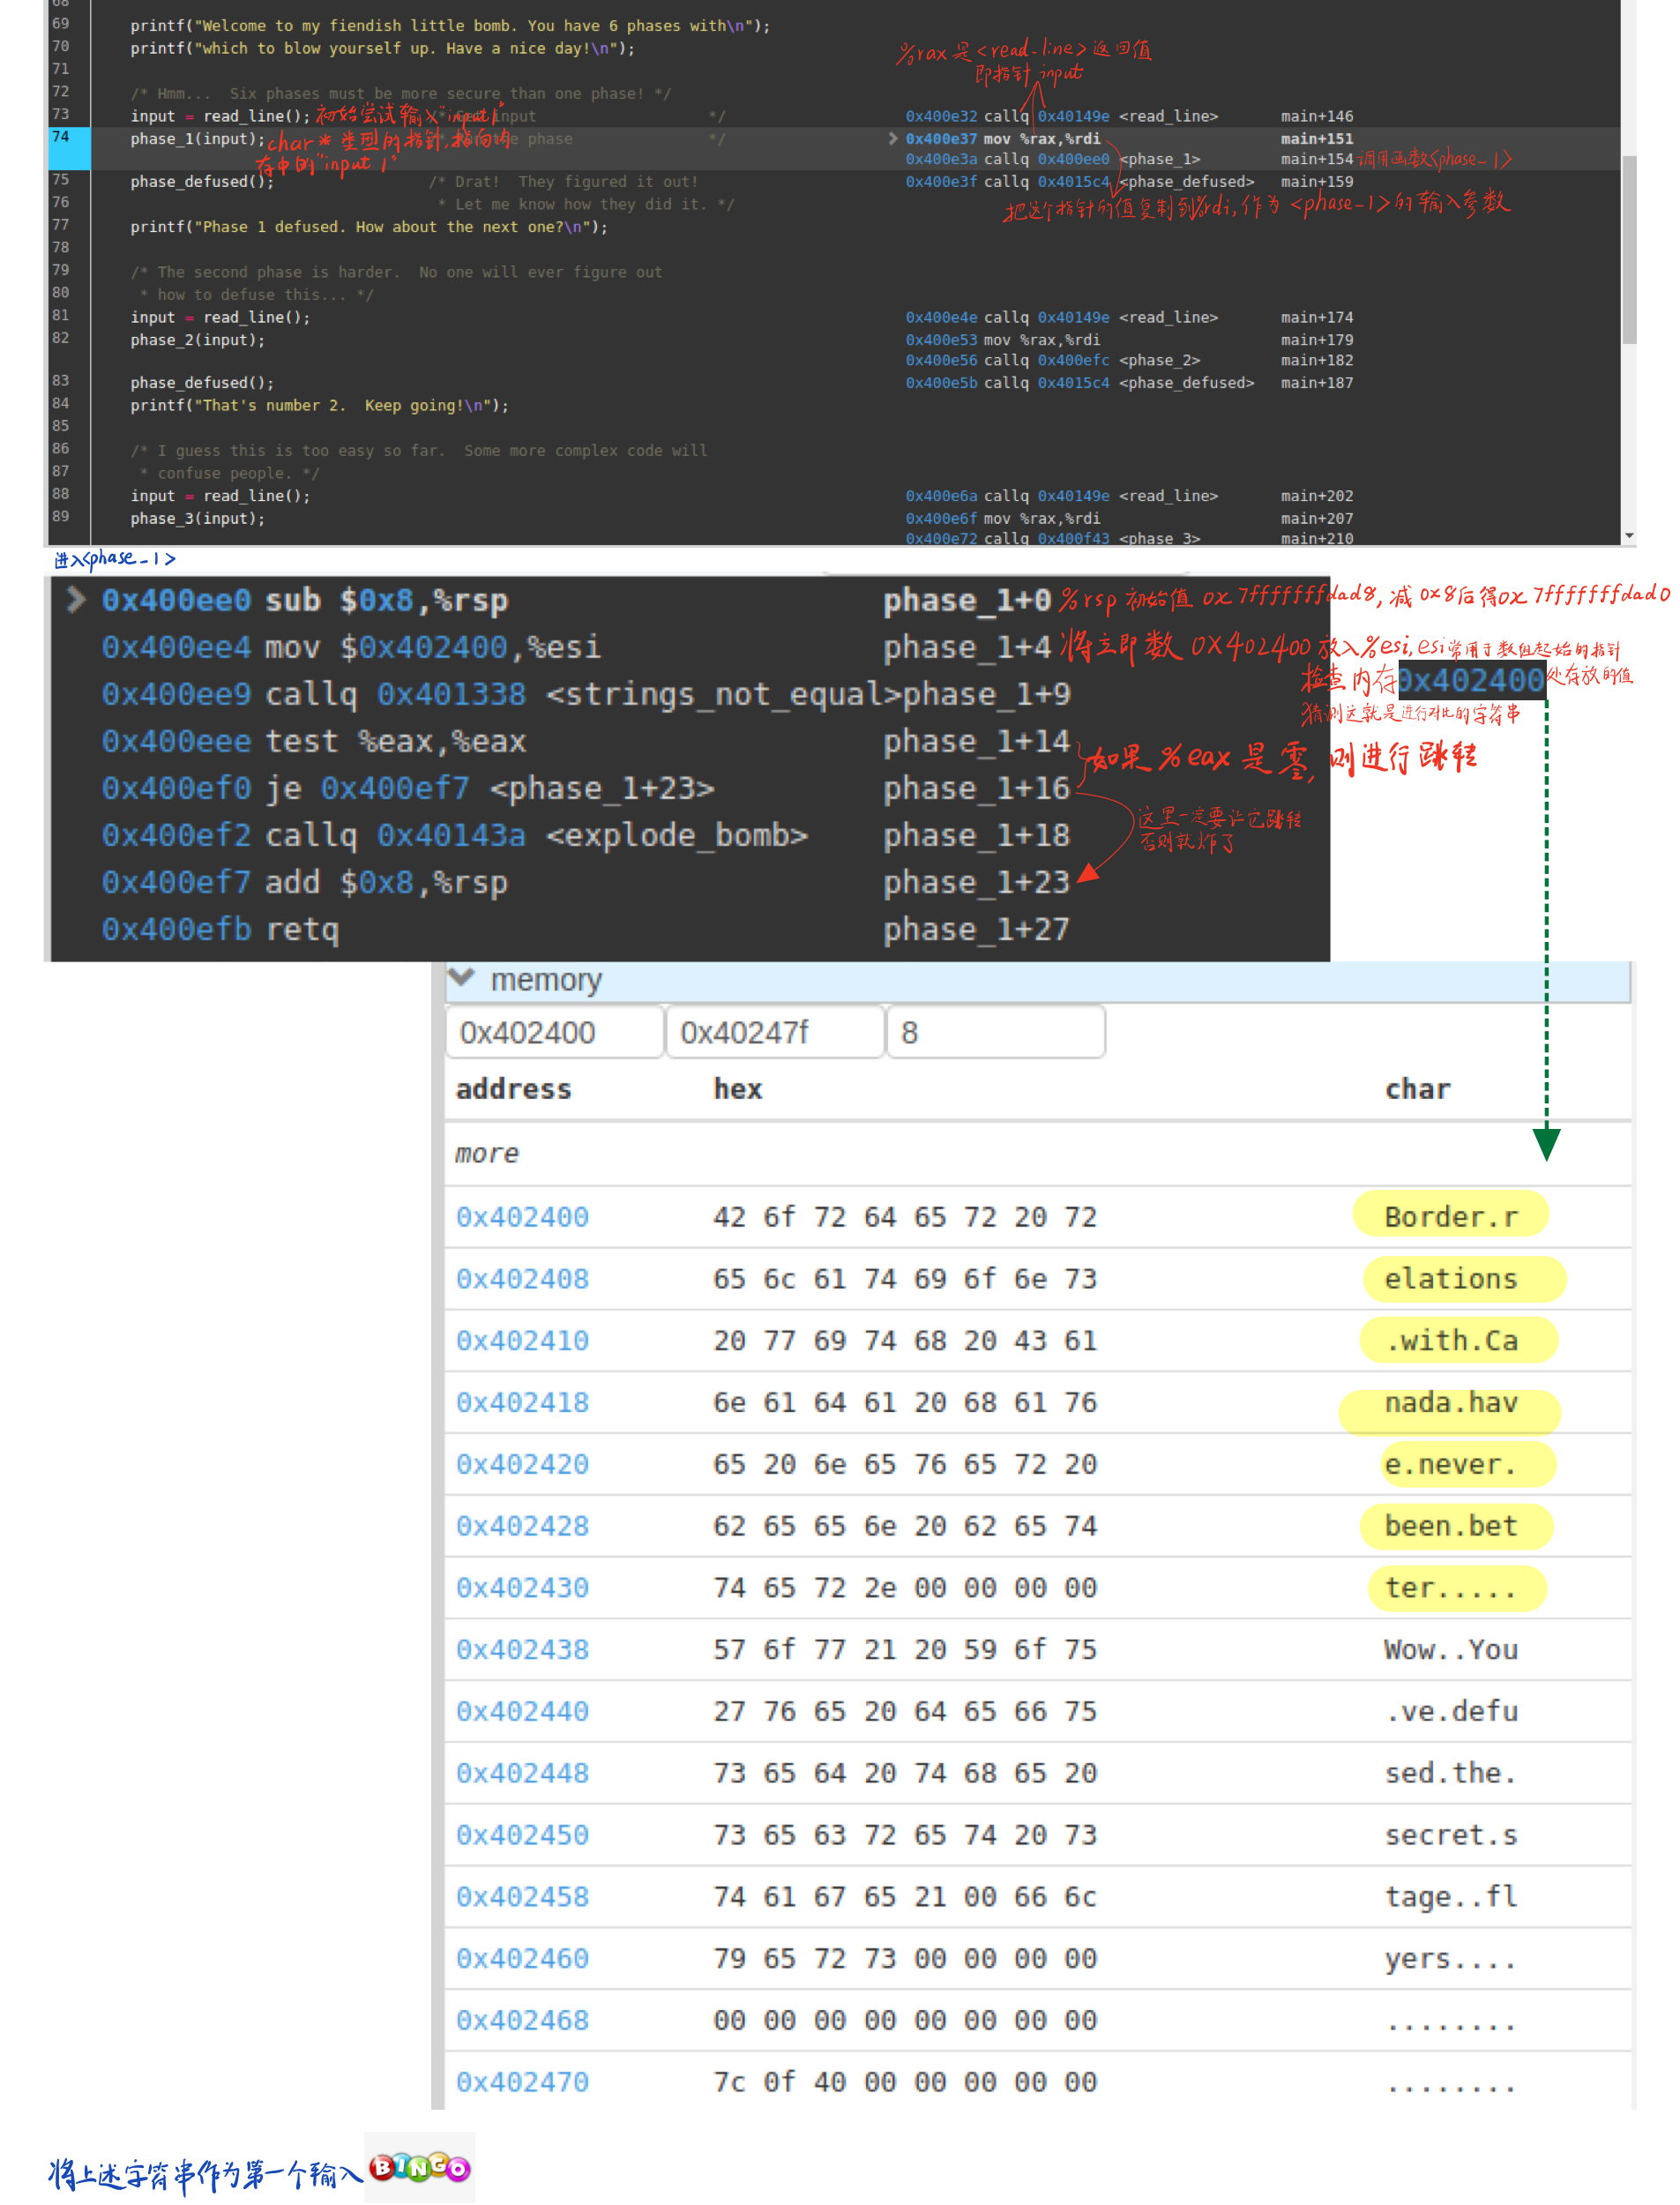 68
69 printf("Welcome to my fiendish little bomb. You have 6 phases with\n");
70 printf("which to blow yourself up. Have a nice day!\n");
%rax 是 <read_line> 返回值
即指针 input
71
72 /* Hmm...  Six phases must be more secure than one phase! */
73 input = read_line(); 初始尝试输入"input1" input */ 0x400e32 callq 0x40149e <read_line> main+146
74 phase_1(input); char * 类型的指针,指向内 the phase */ 0x400e37 mov %rax,%rdi main+151
存中的"input 1" 0x400e3a callq 0x400ee0 <phase_1> main+154 调用函数<phase_1>
75 phase_defused(); /* Drat!  They figured it out! 0x400e3f callq 0x4015c4 <phase_defused> main+159
76 * Let me know how they did it. */ 把这个指针的值复制到%rdi,作为 <phase_1>的输入参数
77 printf("Phase 1 defused. How about the next one?\n");
78
79 /* The second phase is harder.  No one will ever figure out
80 * how to defuse this... */
81 input = read_line(); 0x400e4e callq 0x40149e <read_line> main+174
82 phase_2(input); 0x400e53 mov %rax,%rdi main+179
0x400e56 callq 0x400efc <phase_2> main+182
83 phase_defused(); 0x400e5b callq 0x4015c4 <phase_defused> main+187
84 printf("That's number 2.  Keep going!\n");
85
86 /* I guess this is too easy so far.  Some more complex code will
87 * confuse people. */
88 input = read_line(); 0x400e6a callq 0x40149e <read_line> main+202
89 phase_3(input); 0x400e6f mov %rax,%rdi main+207
0x400e72 callq 0x400f43 <phase_3> main+210
进入<phase_1>
0x400ee0 sub $0x8,%rsp phase_1+0 %rsp 初始值 0x7fffffffdad8, 减 0x8后得0x7fffffffdad0
0x400ee4 mov $0x402400,%esi phase_1+4 将立即数 0X402400 放入%esi, esi常用于数组起始的指针
检查内存0x402400处存放的值
0x400ee9 callq 0x401338 <strings_not_equal>phase_1+9
猜测这就是进行对比的字符串
0x400eee test %eax,%eax phase_1+14
如果 %eax 是零, 则进行跳转
0x400ef0 je 0x400ef7 <phase_1+23> phase_1+16
这里一定要让它跳转
0x400ef2 callq 0x40143a <explode_bomb> phase_1+18
否则就炸了
0x400ef7 add $0x8,%rsp phase_1+23
0x400efb retq phase_1+27
memory
0x402400 0x40247f 8
address hex char
more
0x402400 42 6f 72 64 65 72 20 72 Border.r
0x402408 65 6c 61 74 69 6f 6e 73 elations
0x402410 20 77 69 74 68 20 43 61 .with.Ca
0x402418 6e 61 64 61 20 68 61 76 nada.hav
0x402420 65 20 6e 65 76 65 72 20 e.never.
0x402428 62 65 65 6e 20 62 65 74 been.bet
0x402430 74 65 72 2e 00 00 00 00 ter.....
0x402438 57 6f 77 21 20 59 6f 75 Wow..You
0x402440 27 76 65 20 64 65 66 75 .ve.defu
0x402448 73 65 64 20 74 68 65 20 sed.the.
0x402450 73 65 63 72 65 74 20 73 secret.s
0x402458 74 61 67 65 21 00 66 6c tage..fl
0x402460 79 65 72 73 00 00 00 00 yers....
0x402468 00 00 00 00 00 00 00 00 ........
0x402470 7c 0f 40 00 00 00 00 00 ........
将上述字符串作为第一个输入 BINGO